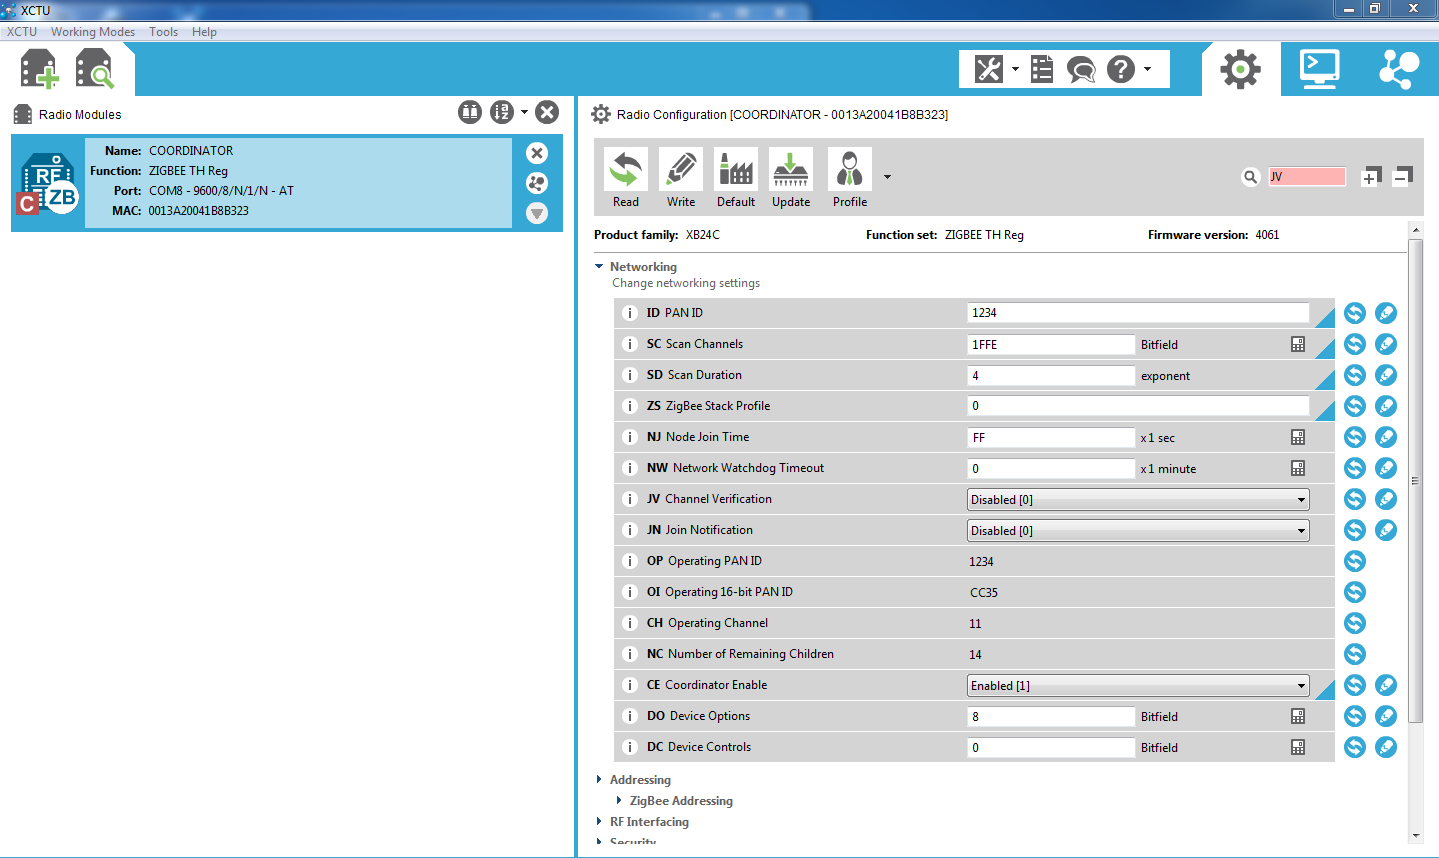 XCTU
XCTU Working Modes Tools Help
Radio Modules
RF
C ZB
Name: COORDINATOR
Function: ZIGBEE TH Reg
Port: COM8 - 9600/8/N/1/N - AT
MAC: 0013A20041B8B323
Radio Configuration [COORDINATOR - 0013A20041B8B323]
Read Write Default Update Profile JV
Product family: XB24C Function set: ZIGBEE TH Reg Firmware version: 4061
Networking
Change networking settings
i ID PAN ID 1234
i SC Scan Channels 1FFE Bitfield
i SD Scan Duration 4 exponent
i ZS ZigBee Stack Profile 0
i NJ Node Join Time FF x 1 sec
i NW Network Watchdog Timeout 0 x 1 minute
i JV Channel Verification Disabled [0]
i JN Join Notification Disabled [0]
i OP Operating PAN ID 1234
i OI Operating 16-bit PAN ID CC35
i CH Operating Channel 11
i NC Number of Remaining Children 14
i CE Coordinator Enable Enabled [1]
i DO Device Options 8 Bitfield
i DC Device Controls 0 Bitfield
Addressing
ZigBee Addressing
RF Interfacing
Security